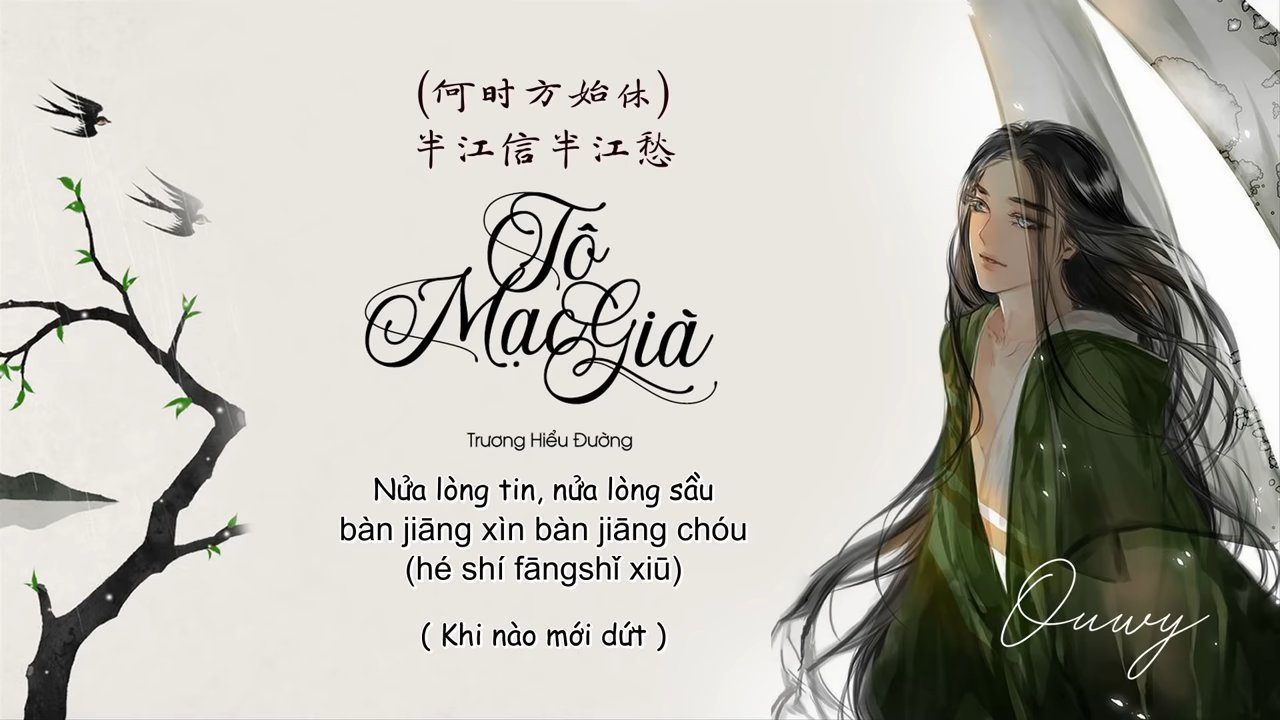 (何时方始休)
半江信半江愁
Tô
Mạc Già
Trương Hiểu Đường
Nửa lòng tin, nửa lòng sầu
bàn jiāng xìn bàn jiāng chóu
(hé shí fāngshǐ xiū)
( Khi nào mới dứt )
Ouwy